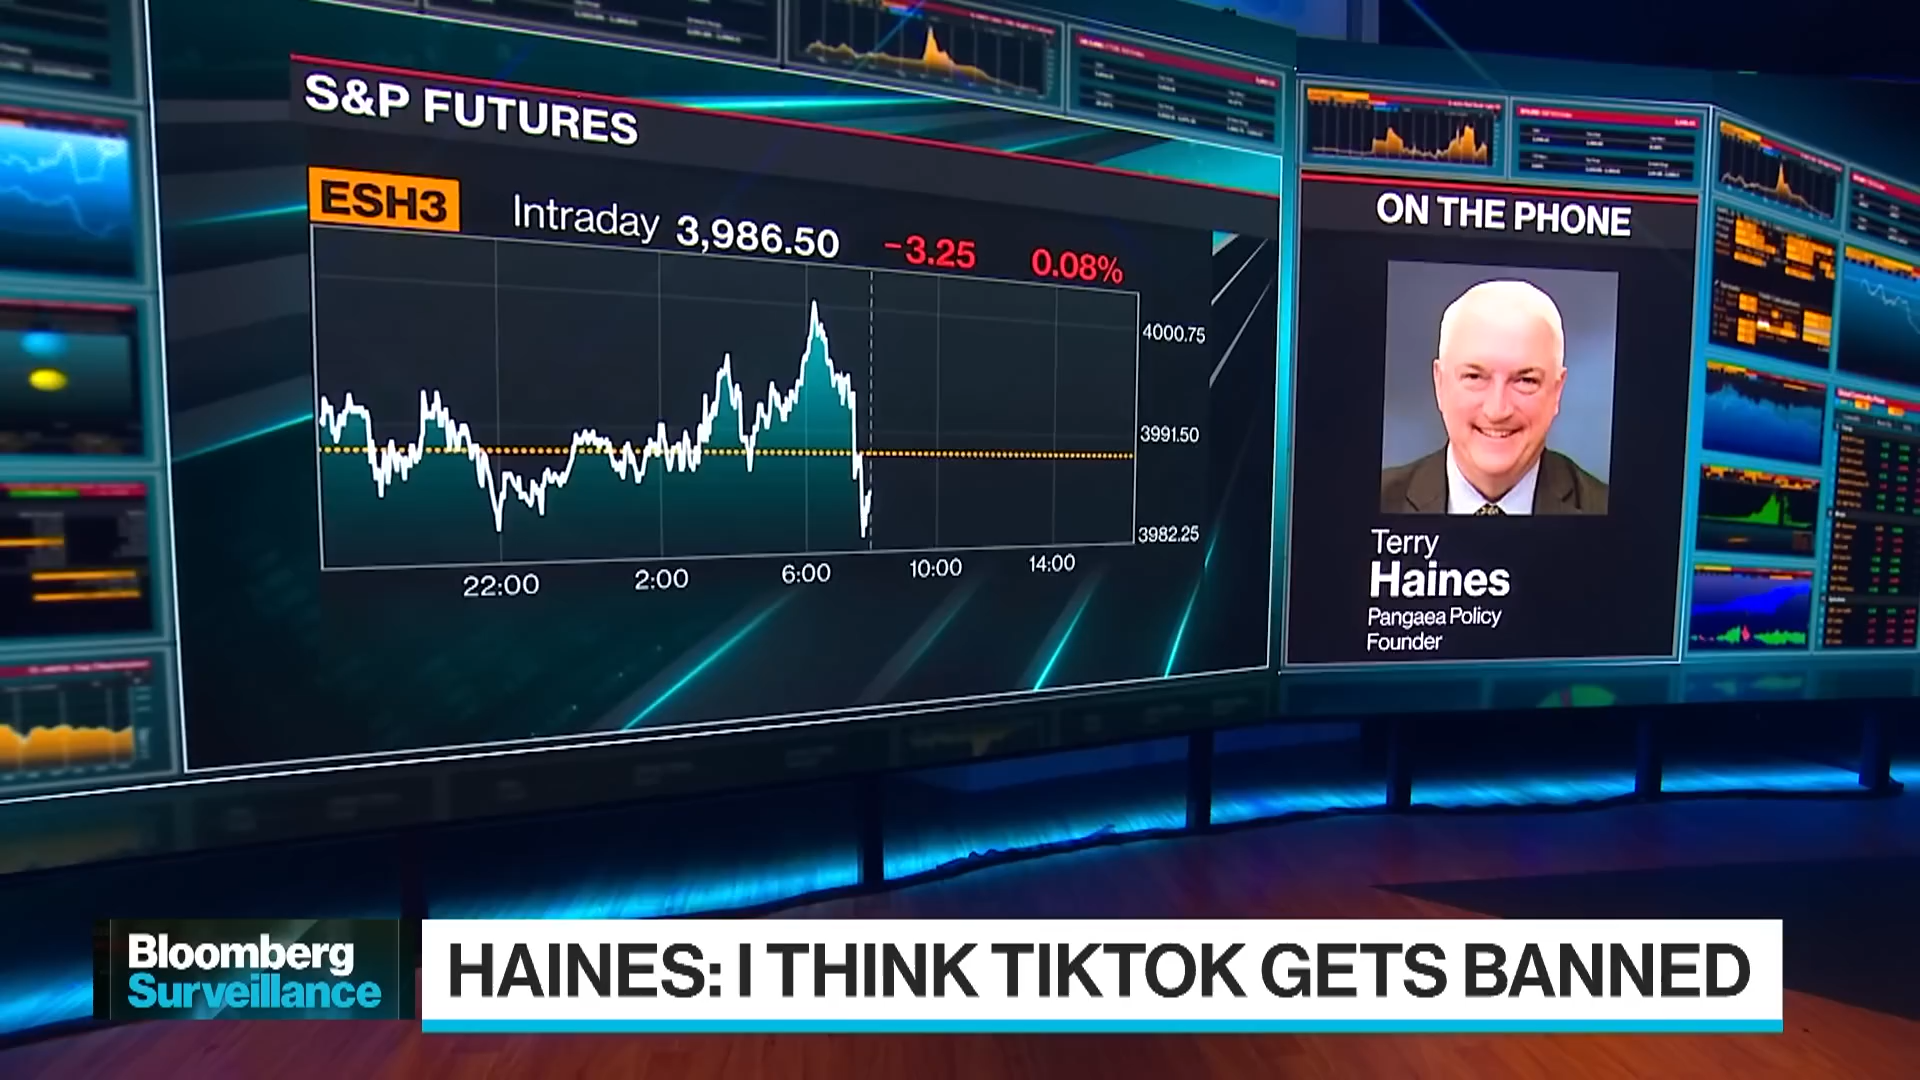 S&P FUTURES
ESH3 Intraday 3,986.50 -3.25 0.08%
4000.75
3991.50
3982.25
22:00 2:00 6:00 10:00 14:00
ON THE PHONE
Terry
Haines
Pangaea Policy
Founder
Bloomberg
Surveillance
HAINES: I THINK TIKTOK GETS BANNED